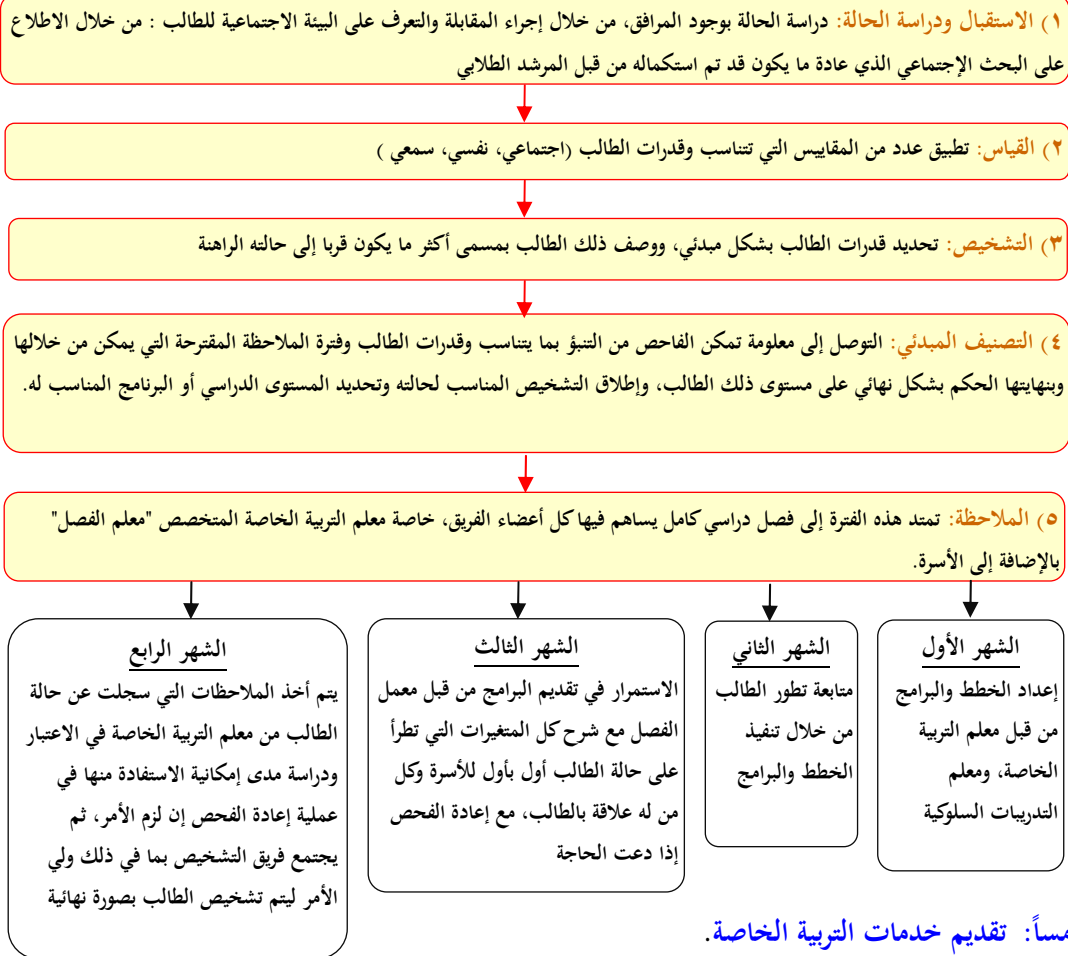 ١) الاستقبال ودراسة الحالة: دراسة الحالة بوجود المرافق، من خلال إجراء المقابلة والتعرف على البيئة الاجتماعية للطالب : من خلال الاطلاع
على البحث الإجتماعي الذي عادة ما يكون قد تم استكماله من قبل المرشد الطلابي
٢) القياس: تطبيق عدد من المقاييس التي تتناسب وقدرات الطالب (اجتماعي، نفسي، سمعي )
٣) التشخيص: تحديد قدرات الطالب بشكل مبدئي، ووصف ذلك الطالب بمسمى أكثر ما يكون قربا إلى حالته الراهنة
٤) التصنيف المبدئي: التوصل إلى معلومة تمكن الفاحص من التنبؤ بما يتناسب وقدرات الطالب وفترة الملاحظة المقترحة التي يمكن من خلالها
وبنهايتها الحكم بشكل نهائي على مستوى ذلك الطالب، وإطلاق التشخيص المناسب لحالته وتحديد المستوى الدراسي أو البرنامج المناسب له.
٥) الملاحظة: تمتد هذه الفترة إلى فصل دراسي كامل يساهم فيها كل أعضاء الفريق، خاصة معلم التربية الخاصة المتخصص "معلم الفصل"
بالإضافة إلى الأسرة.
الشهر الأول
إعداد الخطط والبرامج
من قبل معلم التربية
الخاصة، ومعلم
التدريبات السلوكية
الشهر الثاني
متابعة تطور الطالب
من خلال تنفيذ
الخطط والبرامج
الشهر الثالث
الاستمرار في تقديم البرامج من قبل معمل
الفصل مع شرح كل المتغيرات التي تطرأ
على حالة الطالب أول بأول للأسرة وكل
من له علاقة بالطالب، مع إعادة الفحص
إذا دعت الحاجة
الشهر الرابع
يتم أخذ الملاحظات التي سجلت عن حالة
الطالب من معلم التربية الخاصة في الاعتبار
ودراسة مدى إمكانية الاستفادة منها في
عملية إعادة الفحص إن لزم الأمر، ثم
يجتمع فريق التشخيص بما في ذلك ولي
الأمر ليتم تشخيص الطالب بصورة نهائية
مساً: تقديم خدمات التربية الخاصة.